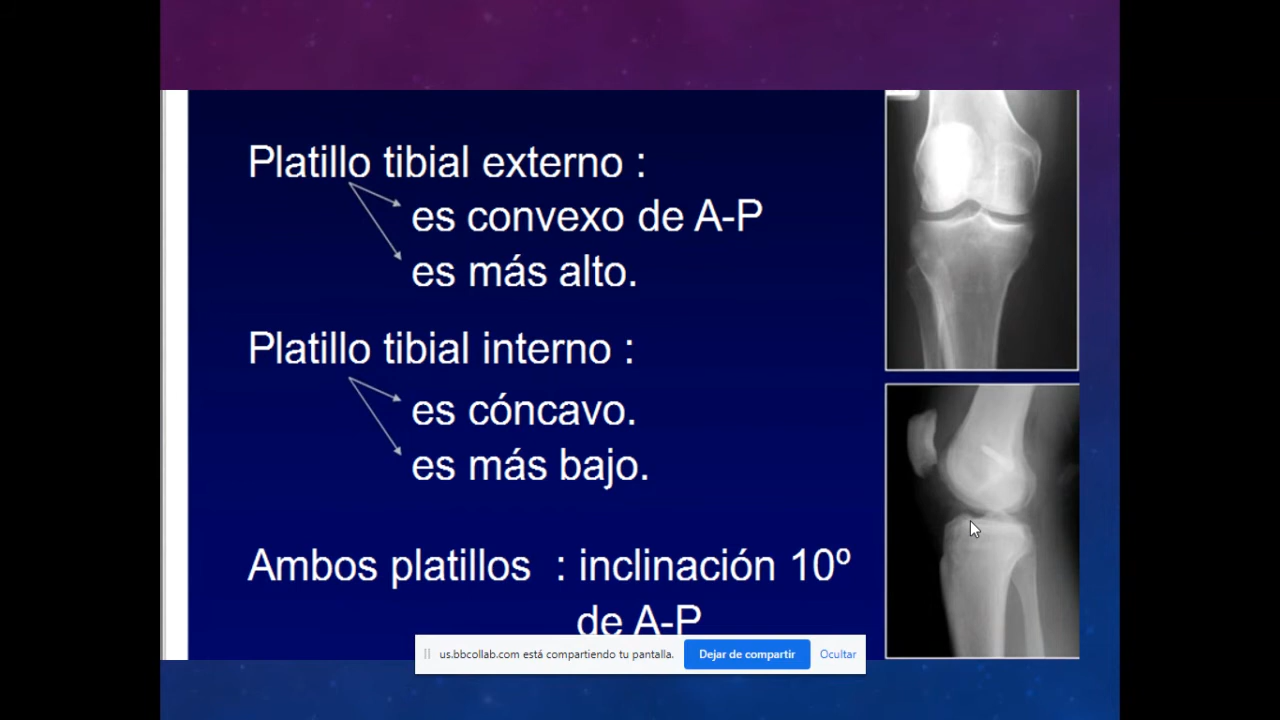 Platillo tibial externo :
es convexo de A-P
es más alto.
Platillo tibial interno :
es cóncavo.
es más bajo.
Ambos platillos : inclinación 10º
de A-P
us.bbcollab.com está compartiendo tu pantalla.
Dejar de compartir
Ocultar